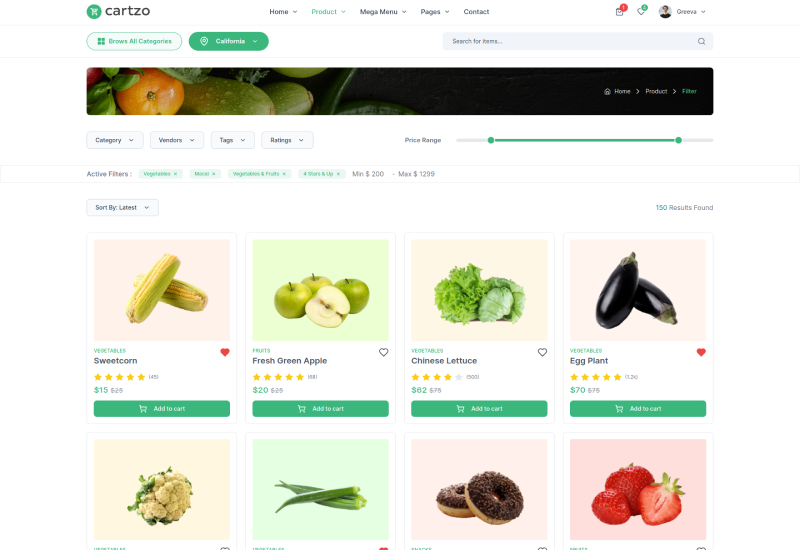 cartzo
Home Product Mega Menu Pages Contact
1 2 Greeva
Brows All Categories California Search for items...
Home > Product > Filter
Category Vendors Tags Ratings Price Range
Active Filters : Vegetables × Mocai × Vegetables & Fruits × 4 Stars & Up × Min $ 200 - Max $ 1299
Sort By: Latest 150 Results Found
VEGETABLES
Sweetcorn
(45)
$15 $25
Add to cart
FRUITS
Fresh Green Apple
(68)
$20 $25
Add to cart
VEGETABLES
Chinese Lettuce
(500)
$62 $75
Add to cart
VEGETABLES
Egg Plant
(1.2k)
$70 $75
Add to cart
VEGETABLES VEGETABLES SNACKS